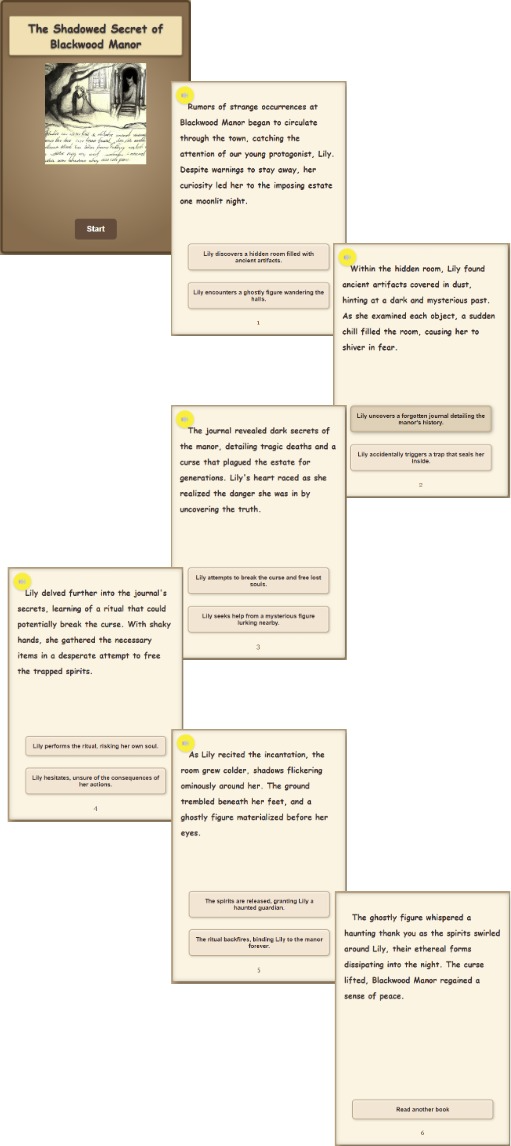 The Shadowed Secret of
Blackwood Manor
Start
Rumors of strange occurrences at
Blackwood Manor began to circulate
through the town, catching the
attention of our young protagonist, Lily.
Despite warnings to stay away, her
curiosity led her to the imposing estate
one moonlit night.
Lily discovers a hidden room filled with
ancient artifacts.
Lily encounters a ghostly figure wandering the
halls.
1
Within the hidden room, Lily found
ancient artifacts covered in dust,
hinting at a dark and mysterious past.
As she examined each object, a sudden
chill filled the room, causing her to
shiver in fear.
Lily uncovers a forgotten journal detailing the
manor's history.
Lily accidentally triggers a trap that seals her
inside.
2
The journal revealed dark secrets of
the manor, detailing tragic deaths and a
curse that plagued the estate for
generations. Lily's heart raced as she
realized the danger she was in by
uncovering the truth.
Lily attempts to break the curse and free lost
souls.
Lily seeks help from a mysterious figure
lurking nearby.
3
Lily delved further into the journal's
secrets, learning of a ritual that could
potentially break the curse. With shaky
hands, she gathered the necessary
items in a desperate attempt to free
the trapped spirits.
Lily performs the ritual, risking her own soul.
Lily hesitates, unsure of the consequences of
her actions.
4
As Lily recited the incantation, the
room grew colder, shadows flickering
ominously around her. The ground
trembled beneath her feet, and a
ghostly figure materialized before her
eyes.
The spirits are released, granting Lily a
haunted guardian.
The ritual backfires, binding Lily to the manor
forever.
5
The ghostly figure whispered a
haunting thank you as the spirits swirled
around Lily, their ethereal forms
dissipating into the night. The curse
lifted, Blackwood Manor regained a
sense of peace.
Read another book
6